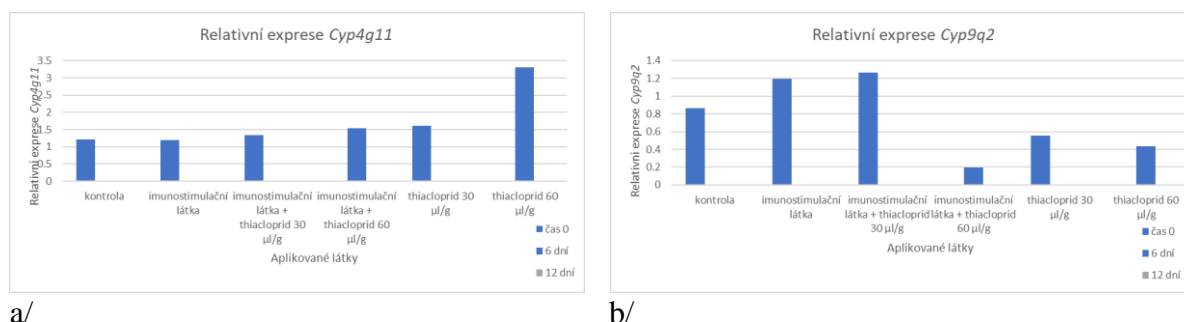 Relativní exprese Cyp4g11
Relativní exprese Cyp4g11
3.5
3
2.5
2
1.5
1
0.5
0
kontrola
imunostimulační
látka
imunostimulační
látka + thiacloprid 30
µl/g
imunostimulační
látka + thiacloprid 60
µl/g
thiacloprid 30
µl/g
thiacloprid 60
µl/g
Aplikované látky
čas 0
6 dní
12 dní
a/
Relativní exprese Cyp9q2
Relativní exprese Cyp9q2
1.4
1.2
1
0.8
0.6
0.4
0.2
0
kontrola
imunostimulační
látka
imunostimulační
látka + thiacloprid
30 µl/g
imunostimulační
látka + thiacloprid
60 µl/g
thiacloprid 30
µl/g
thiacloprid 60
µl/g
Aplikované látky
čas 0
6 dní
12 dní
b/